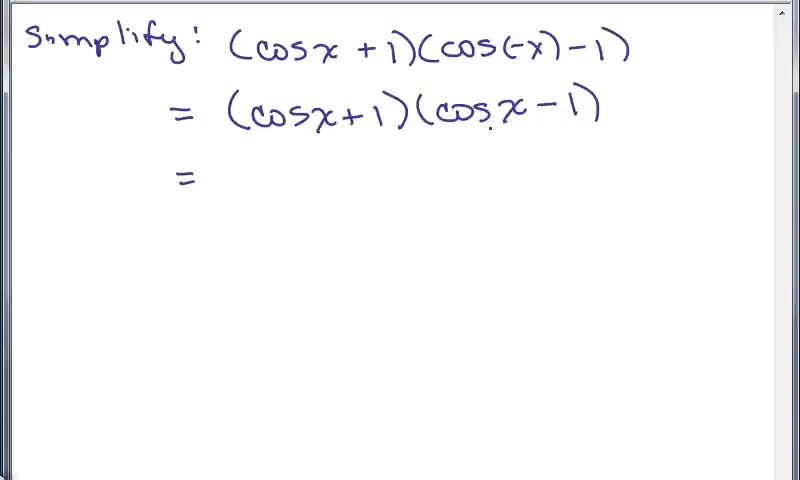 Simplify: (cos x + 1)(cos(-x) - 1)
= (cos x + 1)(cos x - 1)
=